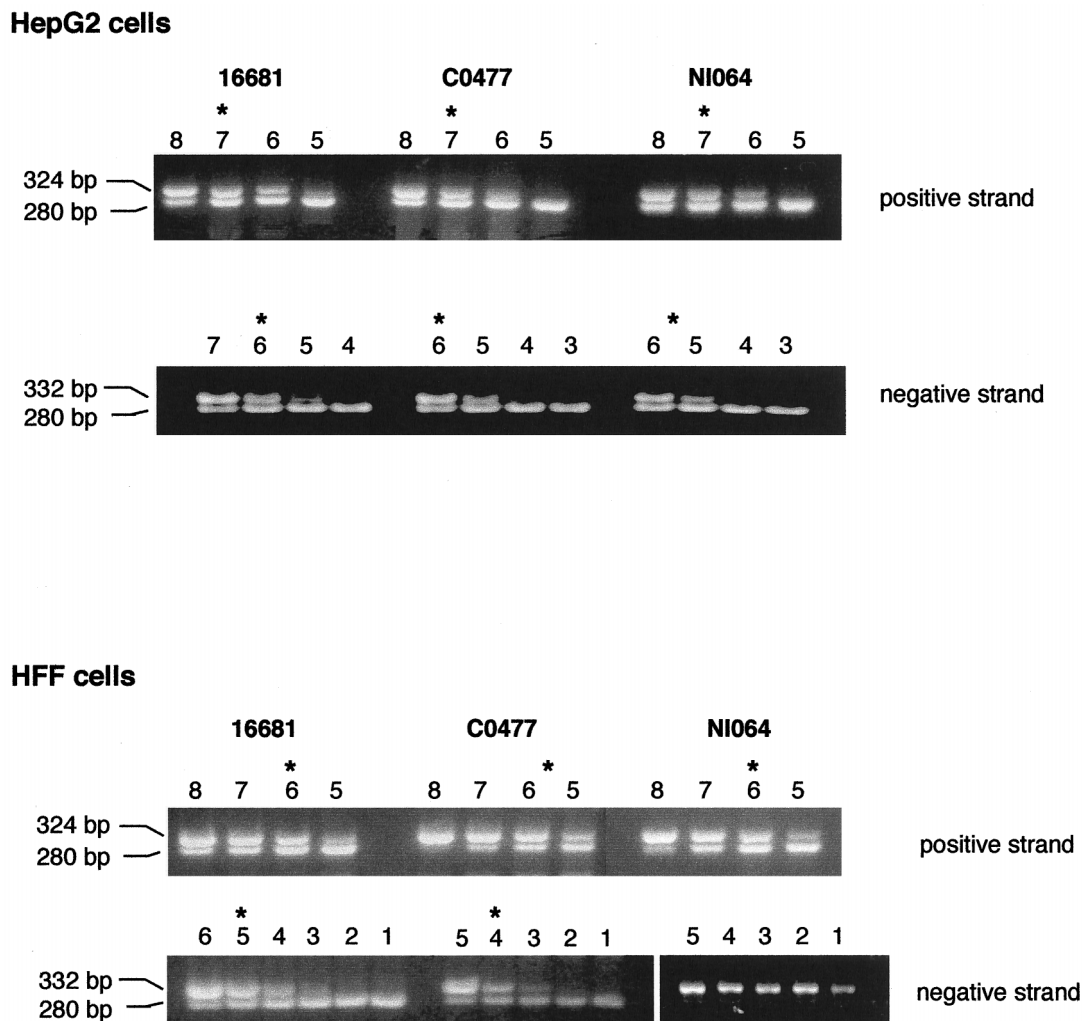 HepG2 cells
16681 C0477 NI064
* * *
8 7 6 5 8 7 6 5 8 7 6 5
324 bp
280 bp
positive strand
* * *
7 6 5 4 6 5 4 3 6 5 4 3
332 bp
280 bp
negative strand
HFF cells
16681 C0477 NI064
* * *
8 7 6 5 8 7 6 5 8 7 6 5
324 bp
280 bp
positive strand
* *
6 5 4 3 2 1 5 4 3 2 1 5 4 3 2 1
332 bp
280 bp
negative strand